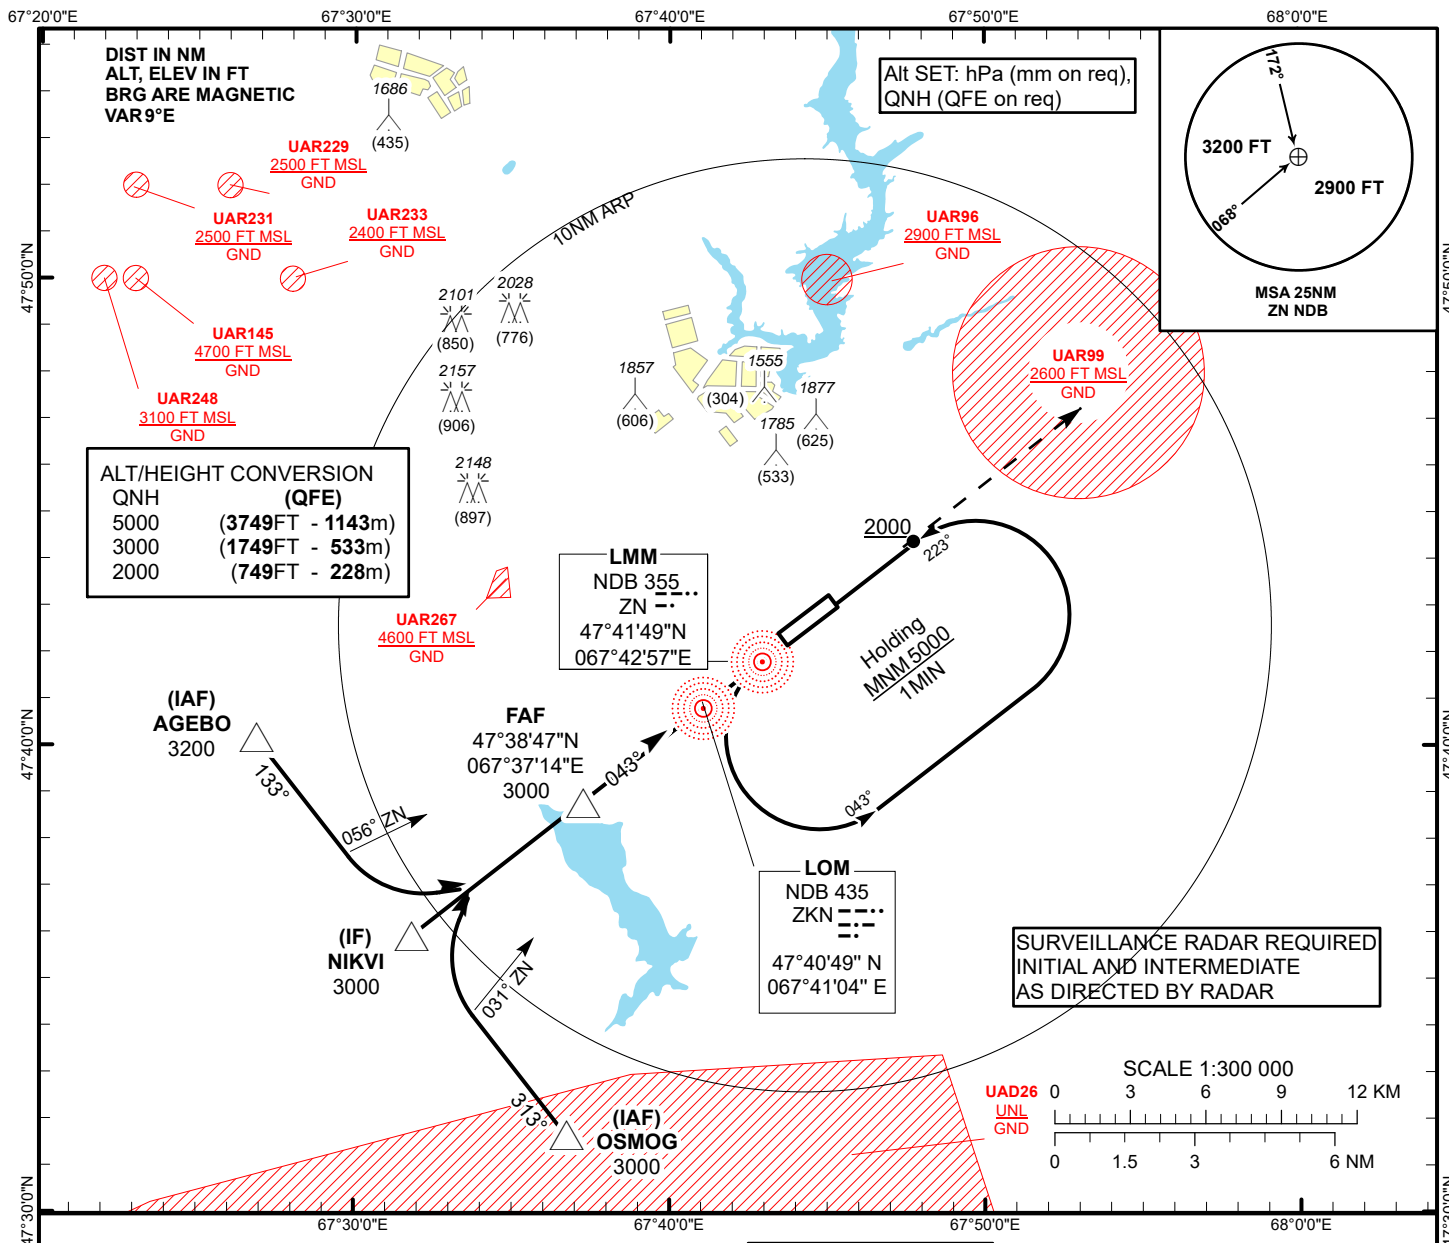 67°20'0"E
67°30'0"E
67°40'0"E
67°50'0"E
68°0'0"E
DIST IN NM
ALT, ELEV IN FT
BRG ARE MAGNETIC
VAR 9°E
1686
(435)
Alt SET: hPa (mm on req),
QNH (QFE on req)
172°
3200 FT
2900 FT
068°
MSA 25NM
ZN NDB
UAR229
2500 FT MSL
GND
UAR231
2500 FT MSL
GND
UAR233
2400 FT MSL
GND
10NM ARP
UAR96
2900 FT MSL
GND
47°50'0"N
47°50'0"N
2101
(850)
2028
(776)
UAR145
4700 FT MSL
GND
UAR248
3100 FT MSL
GND
2157
(906)
1857
(606)
1555
(304)
1877
(625)
1785
(533)
UAR99
2600 FT MSL
GND
2148
(897)
ALT/HEIGHT CONVERSION
QNH (QFE)
5000 (3749FT - 1143m)
3000 (1749FT - 533m)
2000 (749FT - 228m)
2000
223°
LMM
NDB 355
ZN
47°41'49"N
067°42'57"E
UAR267
4600 FT MSL
GND
Holding
MNM 5000
1MIN
(IAF)
AGEBO
3200
133°
FAF
47°38'47"N
067°37'14"E
3000
043°
47°40'0"N
47°40'0"N
056° ZN
043°
LOM
NDB 435
ZKN
47°40'49" N
067°41'04" E
(IF)
NIKVI
3000
031° ZN
SURVEILLANCE RADAR REQUIRED
INITIAL AND INTERMEDIATE
AS DIRECTED BY RADAR
313°
(IAF)
OSMOG
3000
UAD26
UNL
GND
SCALE 1:300 000
0 3 6 9 12 KM
0 1.5 3 6 NM
47°30'0"N
47°30'0"N
67°30'0"E
67°40'0"E
67°50'0"E
68°0'0"E